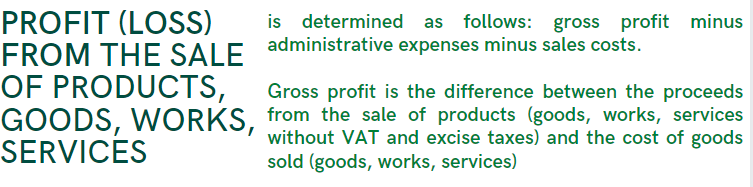 PROFIT (LOSS)
FROM THE SALE
OF PRODUCTS,
GOODS, WORKS,
SERVICES
is determined as follows: gross profit minus
administrative expenses minus sales costs.
Gross profit is the difference between the proceeds
from the sale of products (goods, works, services
without VAT and excise taxes) and the cost of goods
sold (goods, works, services)